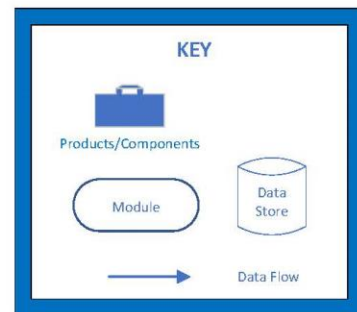 KEY
Products/Components
Module
Data
Store
Data Flow